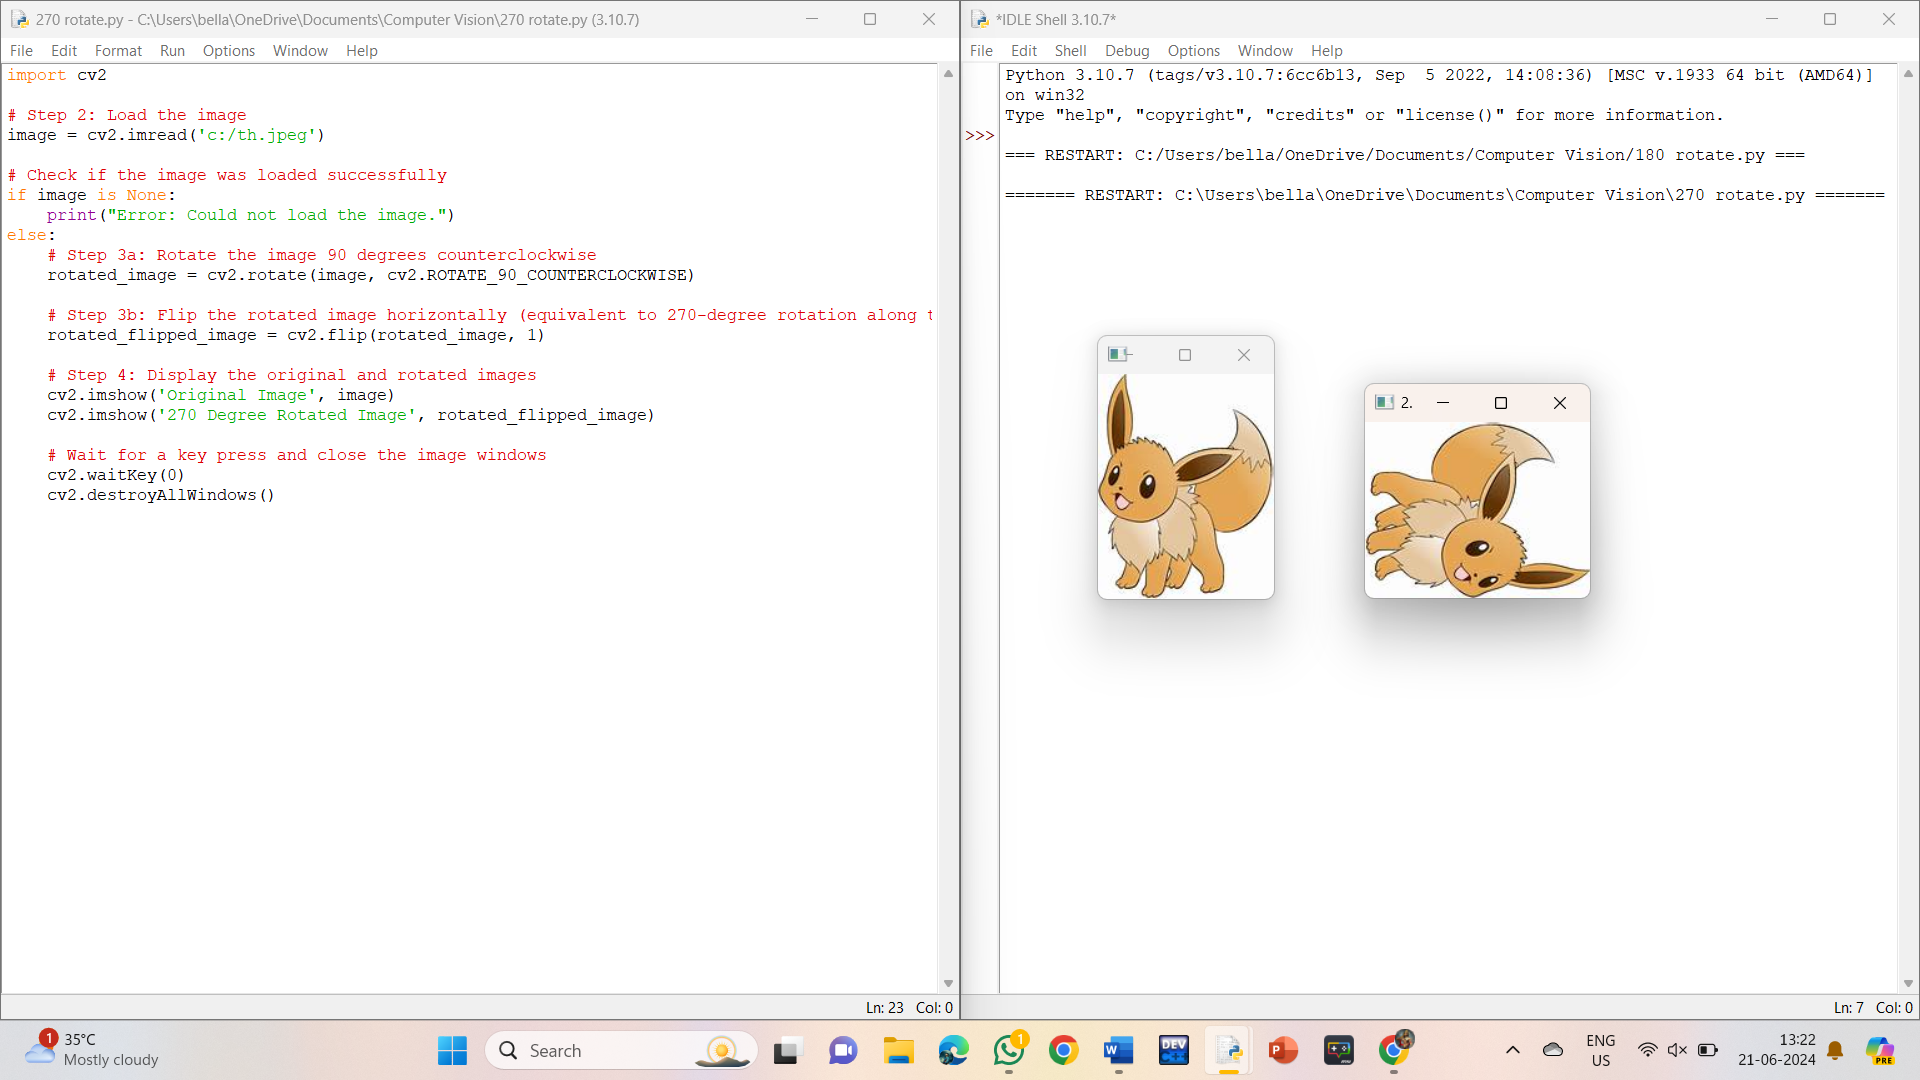 270 rotate.py - C:\Users\bella\OneDrive\Documents\Computer Vision\270 rotate.py (3.10.7)
File Edit Format Run Options Window Help
import cv2
# Step 2: Load the image
image = cv2.imread('c:/th.jpeg')
# Check if the image was loaded successfully
if image is None:
    print("Error: Could not load the image.")
else:
    # Step 3a: Rotate the image 90 degrees counterclockwise
    rotated_image = cv2.rotate(image, cv2.ROTATE_90_COUNTERCLOCKWISE)
    # Step 3b: Flip the rotated image horizontally (equivalent to 270-degree rotation along
    rotated_flipped_image = cv2.flip(rotated_image, 1)
    # Step 4: Display the original and rotated images
    cv2.imshow('Original Image', image)
    cv2.imshow('270 Degree Rotated Image', rotated_flipped_image)
    # Wait for a key press and close the image windows
    cv2.waitKey(0)
    cv2.destroyAllWindows()
Ln: 23 Col: 0
*IDLE Shell 3.10.7*
File Edit Shell Debug Options Window Help
Python 3.10.7 (tags/v3.10.7:6cc6b13, Sep  5 2022, 14:08:36) [MSC v.1933 64 bit (AMD64)]
on win32
Type "help", "copyright", "credits" or "license()" for more information.
>>>
=== RESTART: C:/Users/bella/OneDrive/Documents/Computer Vision/180 rotate.py ===
======= RESTART: C:\Users\bella\OneDrive\Documents\Computer Vision\270 rotate.py =======
2.
Ln: 7 Col: 0
1
35°C
Mostly cloudy
Search
1
W
DEV
P
ENG
US
13:22
21-06-2024
PRE